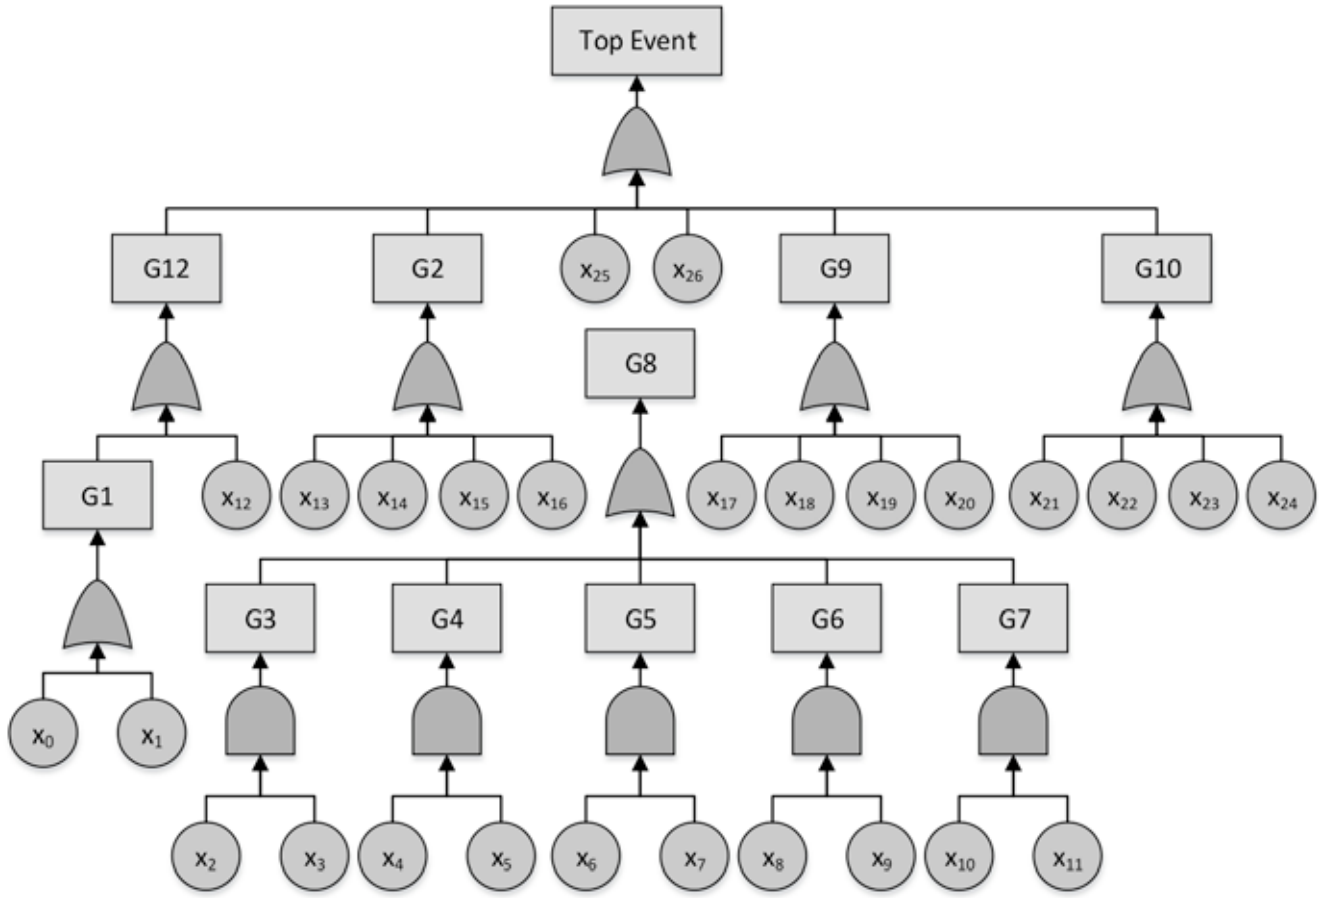 Top Event
G12 G2 x₂₅ x₂₆ G9 G10
G8
G1 x₁₂ x₁₃ x₁₄ x₁₅ x₁₆ x₁₇ x₁₈ x₁₉ x₂₀ x₂₁ x₂₂ x₂₃ x₂₄
G3 G4 G5 G6 G7
x₀ x₁
x₂ x₃ x₄ x₅ x₆ x₇ x₈ x₉ x₁₀ x₁₁